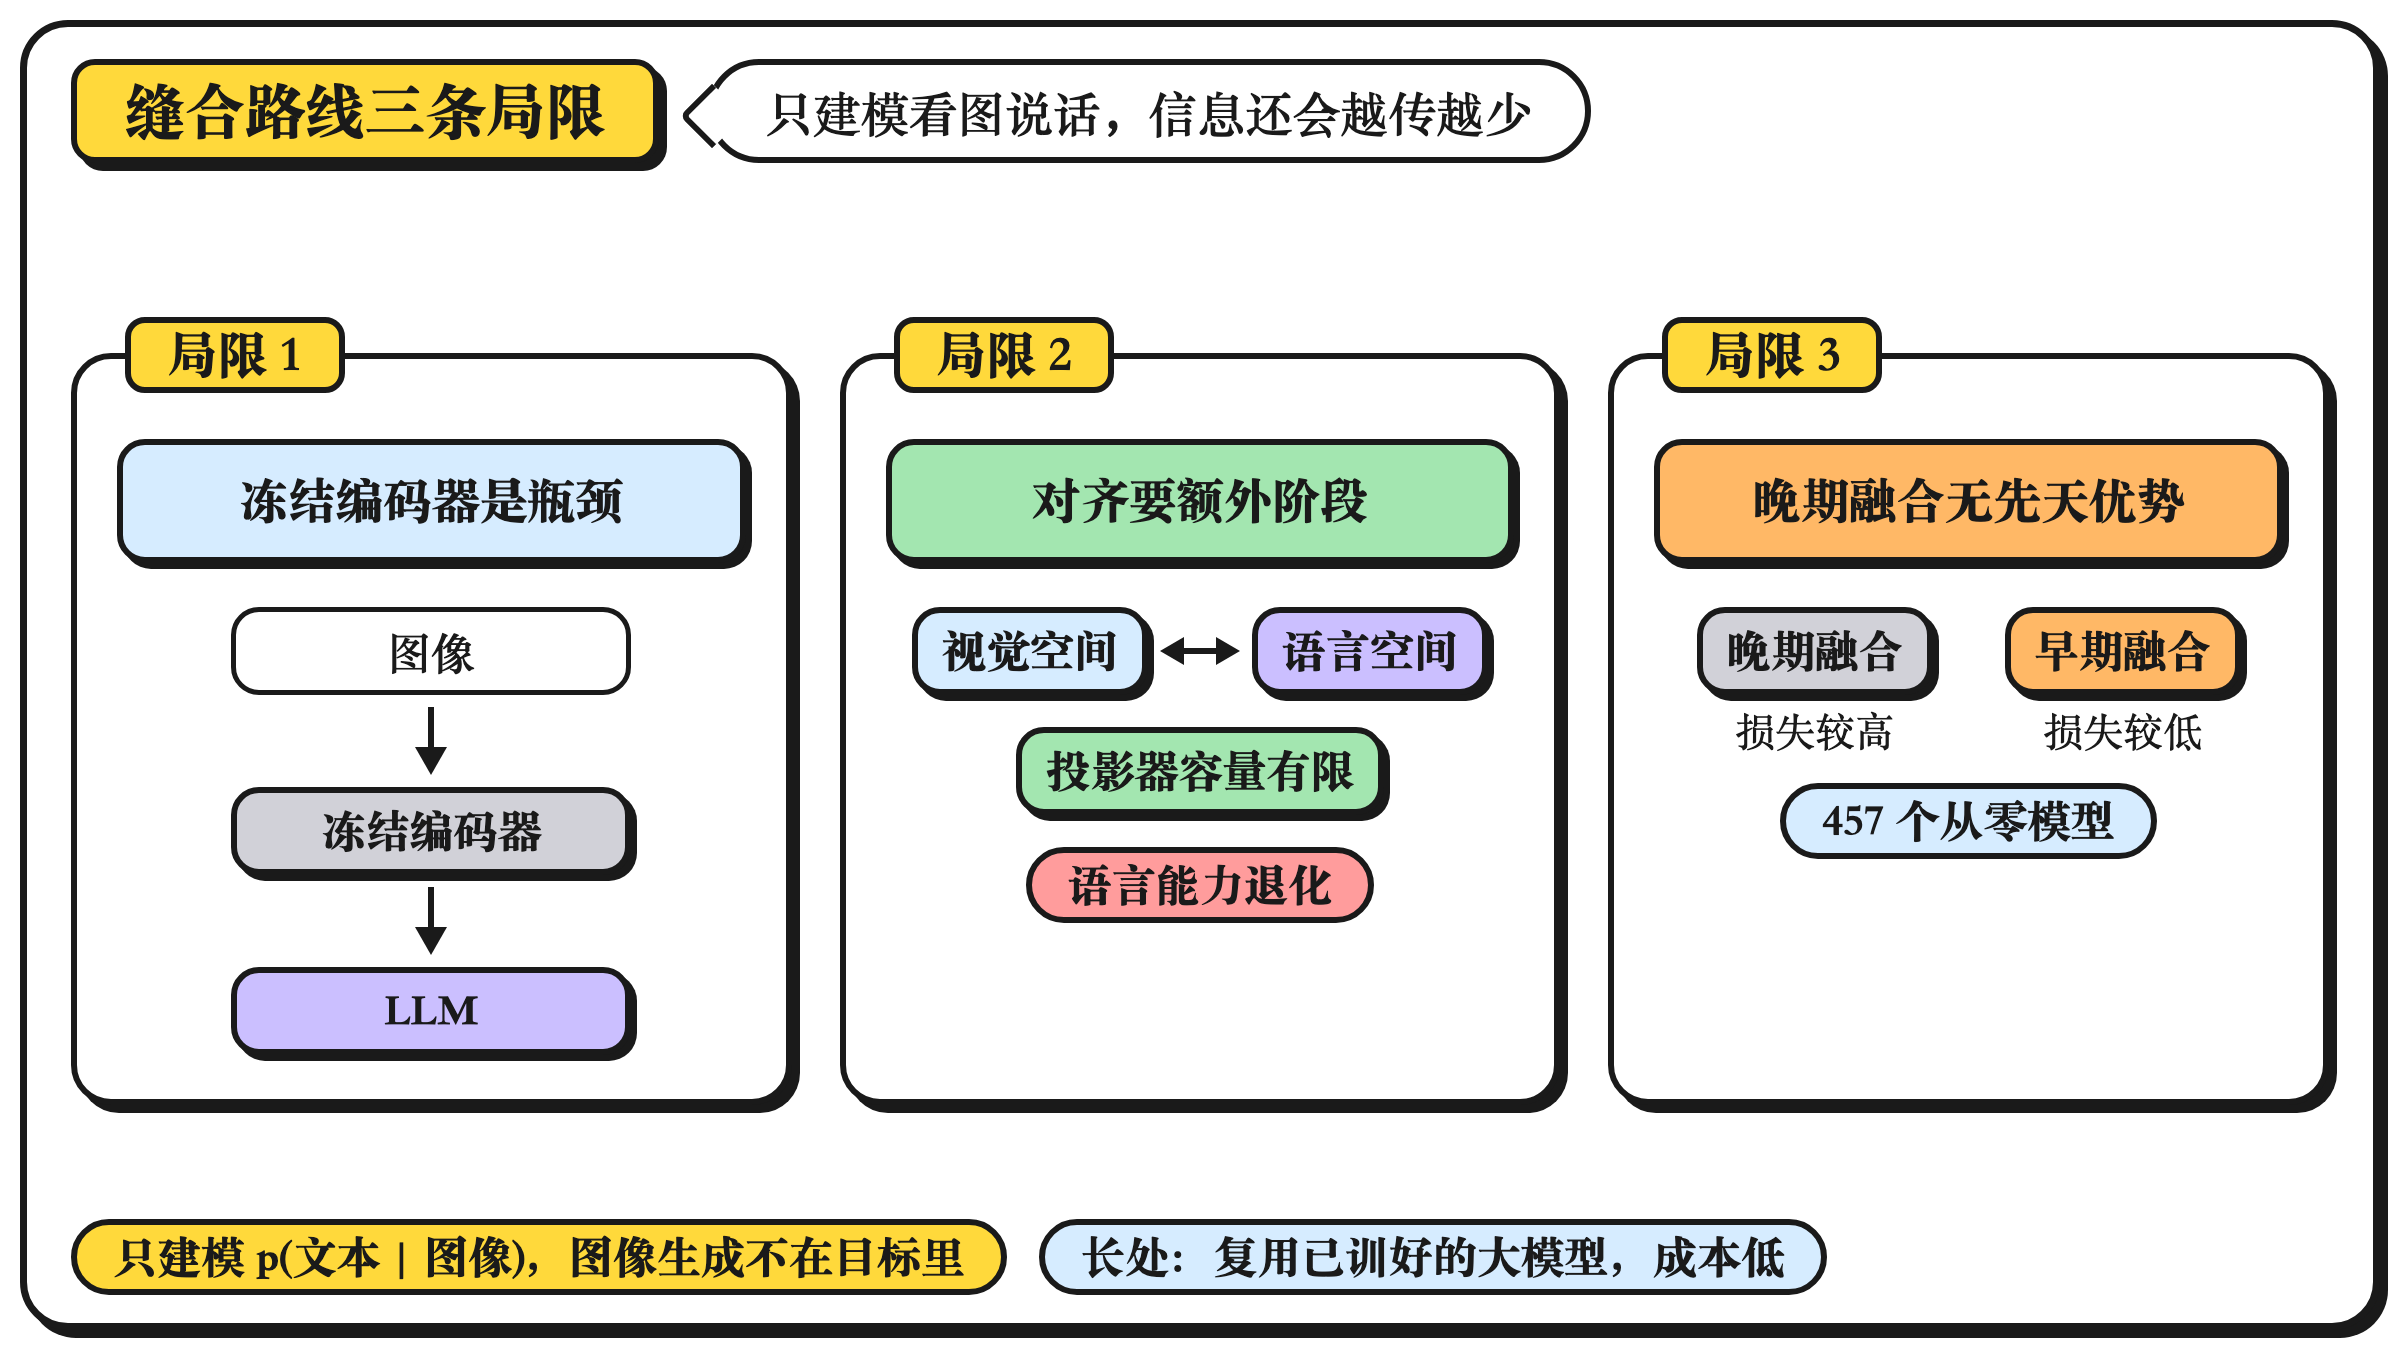 缝合路线三条局限
只建模看图说话，信息还会越传越少
局限 1
冻结编码器是瓶颈
图像
冻结编码器
LLM
局限 2
对齐要额外阶段
视觉空间
语言空间
投影器容量有限
语言能力退化
局限 3
晚期融合无先天优势
晚期融合
早期融合
损失较高
损失较低
457 个从零模型
只建模 p(文本 | 图像)，图像生成不在目标里
长处：复用已训好的大模型，成本低